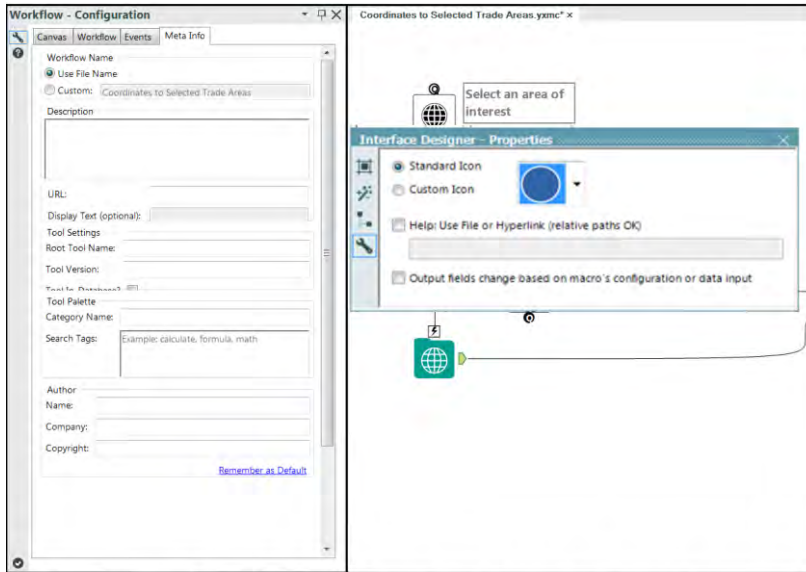 Workflow - Configuration
Canvas Workflow Events Meta Info
Workflow Name
Use File Name
Custom: Coordinates to Selected Trade Areas
Description
URL:
Display Text (optional):
Tool Settings
Root Tool Name:
Tool Version:
Tool In-Database?
Tool Palette
Category Name:
Search Tags: Example: calculate, formula, math
Author
Name:
Company:
Copyright:
Remember as Default
Coordinates to Selected Trade Areas.yxmc* ×
Select an area of
interest
Interface Designer - Properties
Standard Icon
Custom Icon
Help: Use File or Hyperlink (relative paths OK)
Output fields change based on macro's configuration or data input